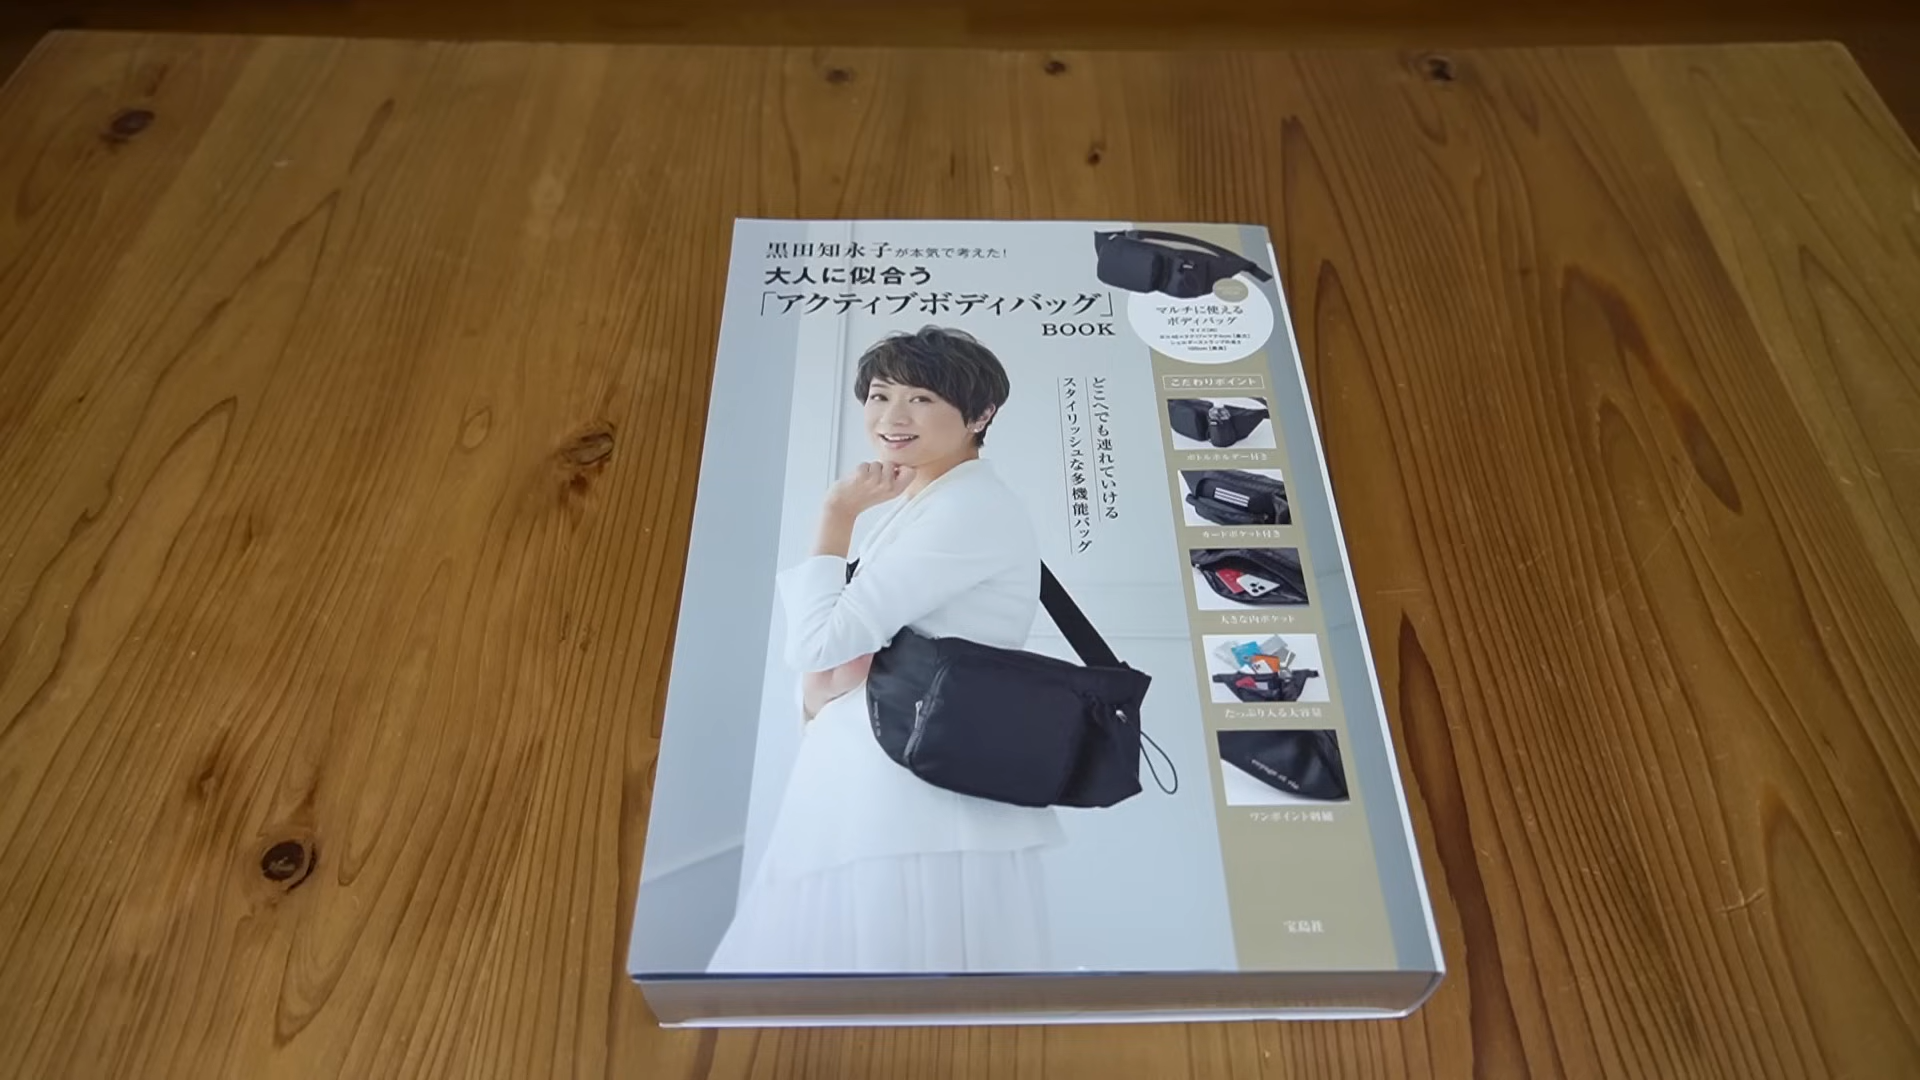 黒田知永子が本気で考えた!
大人に似合う
「アクティブボディバッグ」
BOOK
どこへでも連れていける
スタイリッシュな多機能バッグ
マルチに使える
ボディバッグ
こだわりポイント
ボトルホルダー付き
カードポケット付き
大きな内ポケット
たっぷり入る大容量
ワンポイント刺繍
宝島社